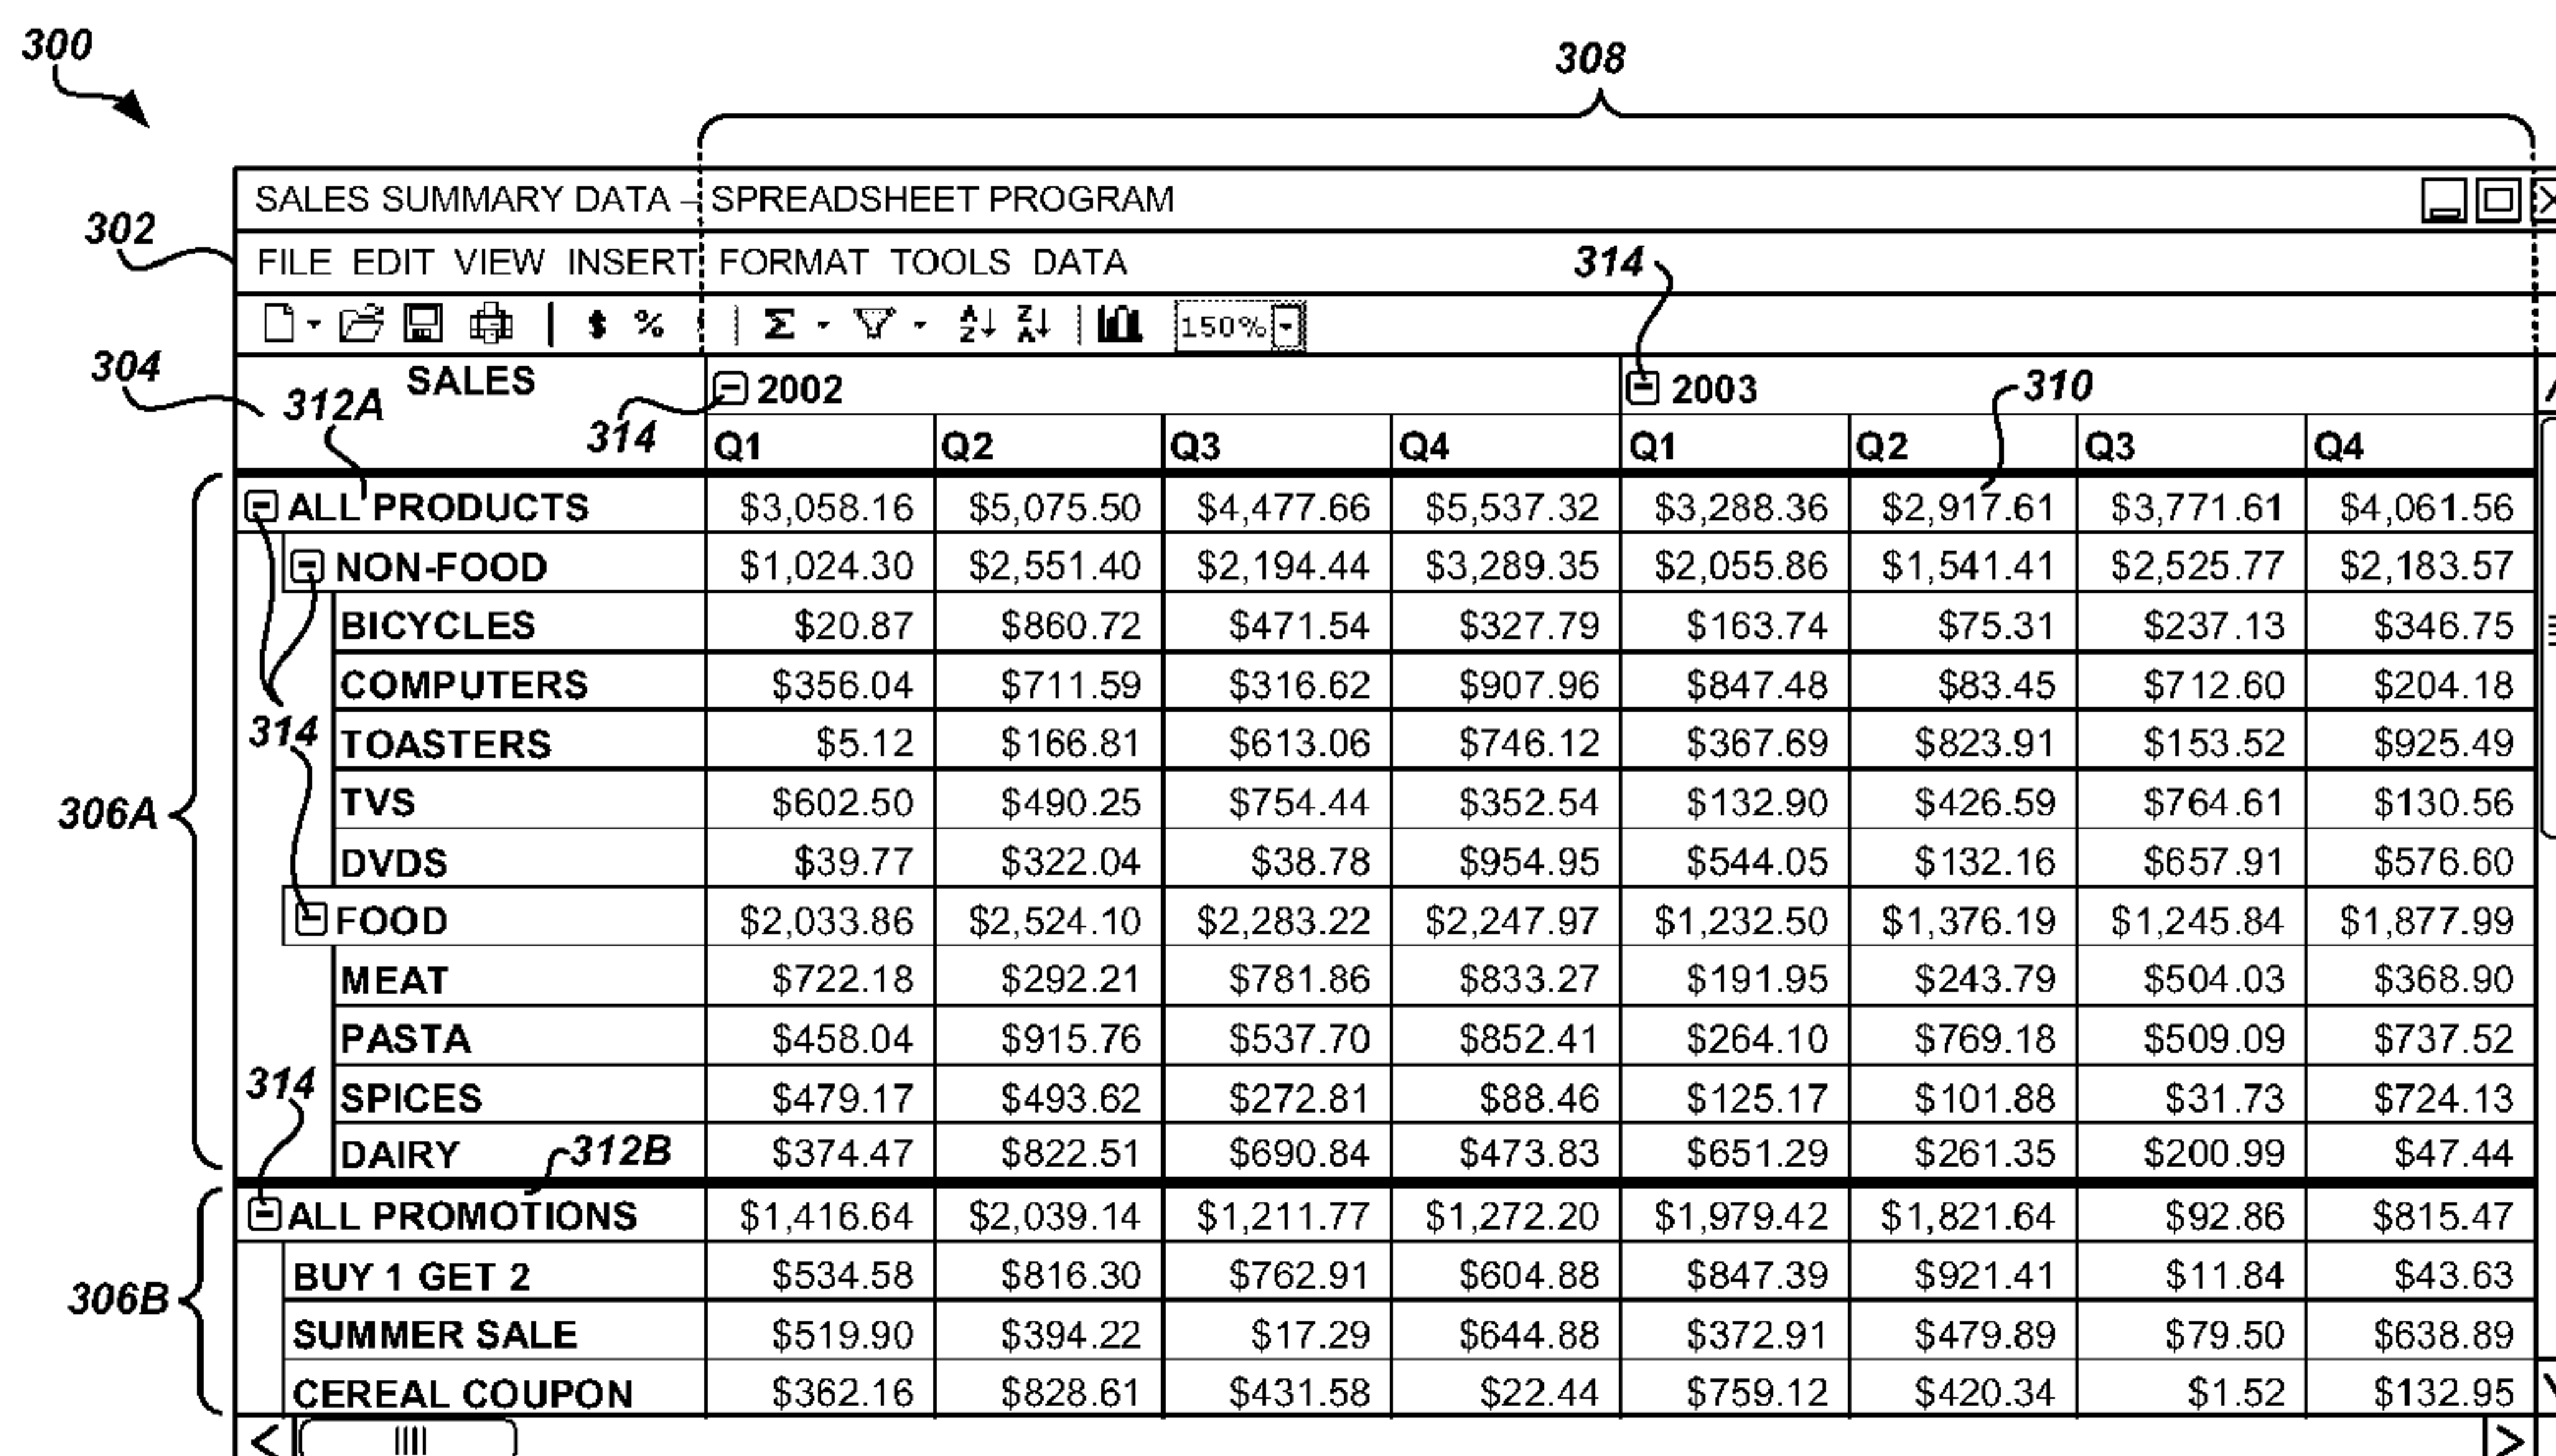 300
308
SALES SUMMARY DATA – SPREADSHEET PROGRAM
302
FILE EDIT VIEW INSERT FORMAT TOOLS DATA
314
$ % Σ A Z Z A 150%
304
SALES 2002 2003 310
312A
314
Q1 Q2 Q3 Q4 Q1 Q2 Q3 Q4
ALL PRODUCTS $3,058.16 $5,075.50 $4,477.66 $5,537.32 $3,288.36 $2,917.61 $3,771.61 $4,061.56
NON-FOOD $1,024.30 $2,551.40 $2,194.44 $3,289.35 $2,055.86 $1,541.41 $2,525.77 $2,183.57
BICYCLES $20.87 $860.72 $471.54 $327.79 $163.74 $75.31 $237.13 $346.75
COMPUTERS $356.04 $711.59 $316.62 $907.96 $847.48 $83.45 $712.60 $204.18
314 TOASTERS $5.12 $166.81 $613.06 $746.12 $367.69 $823.91 $153.52 $925.49
306A TVS $602.50 $490.25 $754.44 $352.54 $132.90 $426.59 $764.61 $130.56
DVDS $39.77 $322.04 $38.78 $954.95 $544.05 $132.16 $657.91 $576.60
FOOD $2,033.86 $2,524.10 $2,283.22 $2,247.97 $1,232.50 $1,376.19 $1,245.84 $1,877.99
MEAT $722.18 $292.21 $781.86 $833.27 $191.95 $243.79 $504.03 $368.90
PASTA $458.04 $915.76 $537.70 $852.41 $264.10 $769.18 $509.09 $737.52
314 SPICES $479.17 $493.62 $272.81 $88.46 $125.17 $101.88 $31.73 $724.13
DAIRY 312B $374.47 $822.51 $690.84 $473.83 $651.29 $261.35 $200.99 $47.44
ALL PROMOTIONS $1,416.64 $2,039.14 $1,211.77 $1,272.20 $1,979.42 $1,821.64 $92.86 $815.47
306B BUY 1 GET 2 $534.58 $816.30 $762.91 $604.88 $847.39 $921.41 $11.84 $43.63
SUMMER SALE $519.90 $394.22 $17.29 $644.88 $372.91 $479.89 $79.50 $638.89
CEREAL COUPON $362.16 $828.61 $431.58 $22.44 $759.12 $420.34 $1.52 $132.95